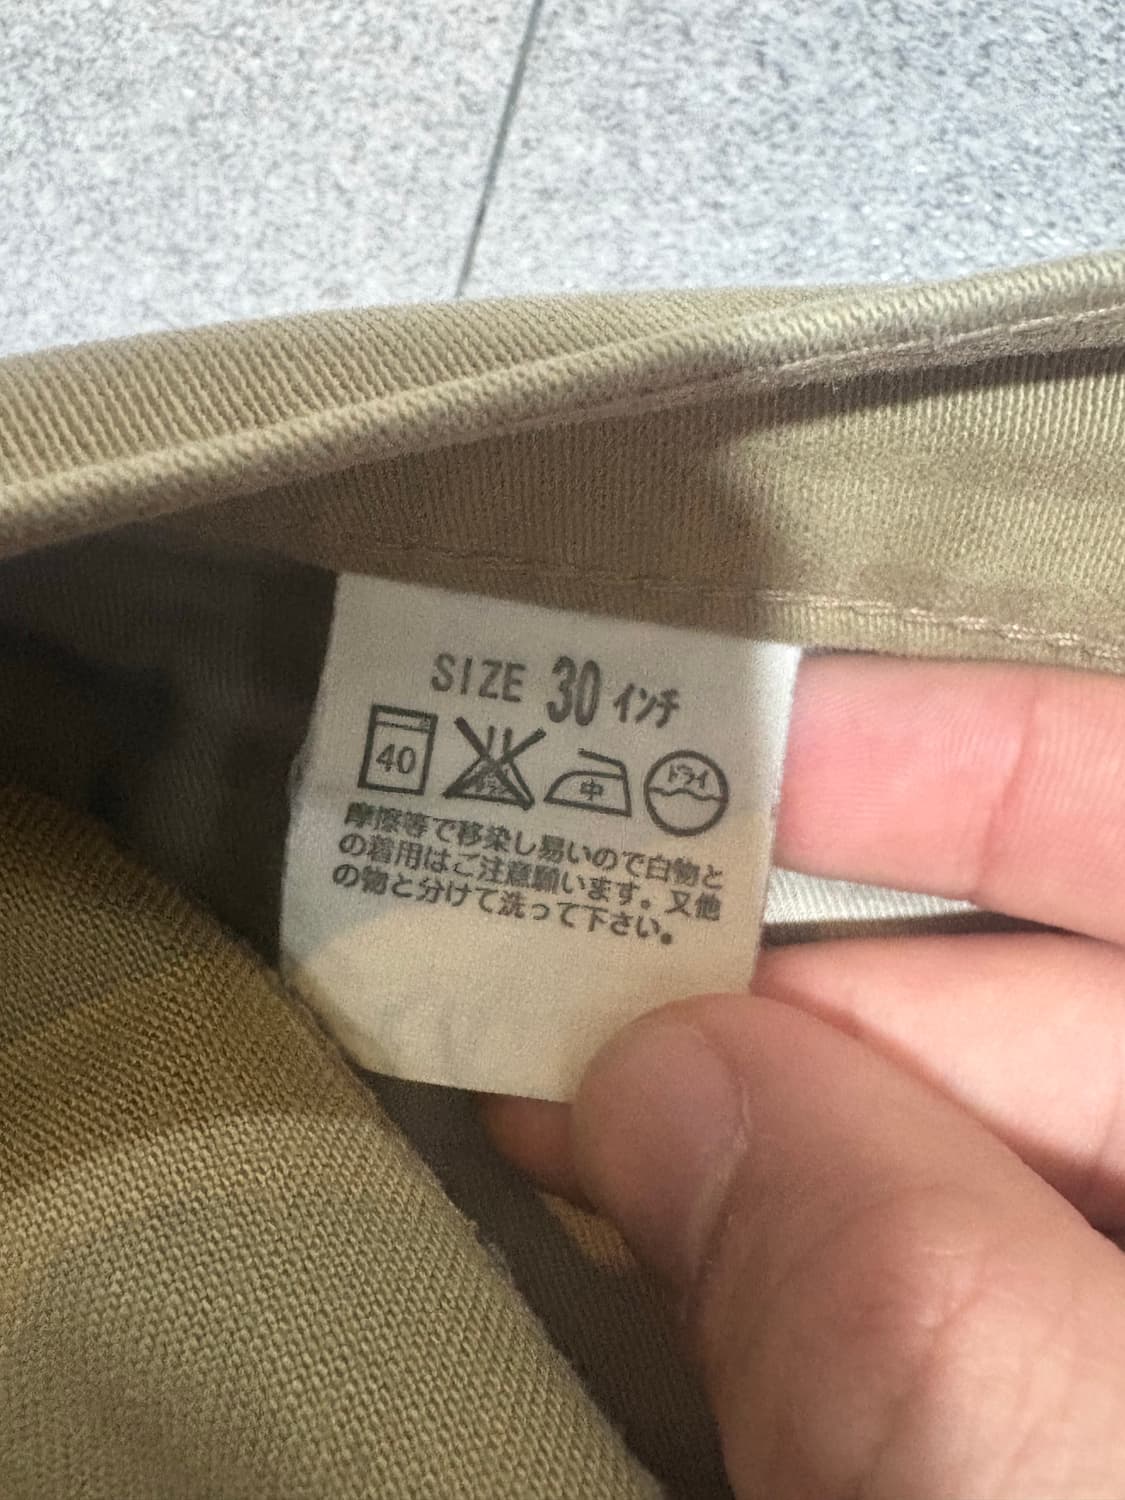 SIZE 30 インチ
40 中 ドライ
摩擦等で移染し易いので白物と
の着用はご注意願います。又他
の物と分けて洗って下さい。